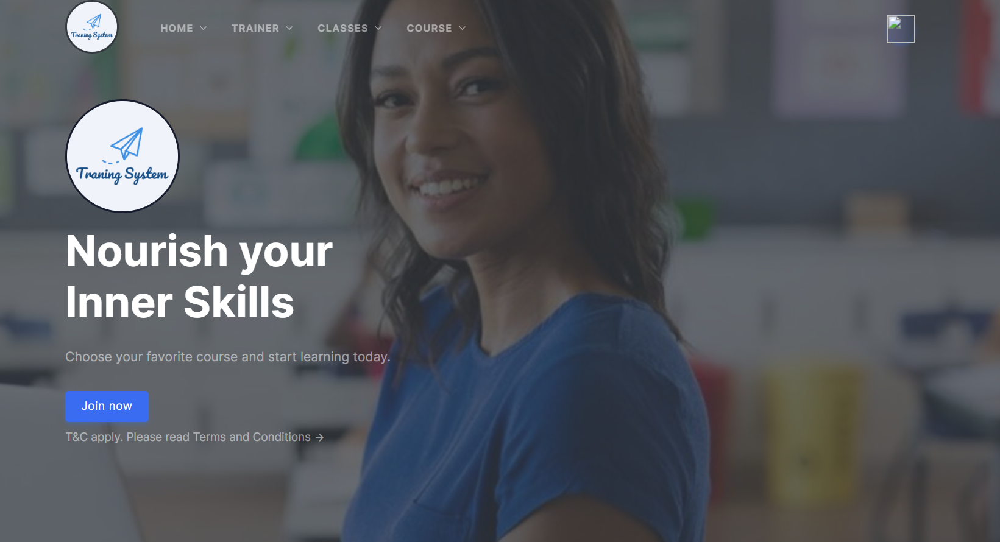 Traning System
HOME TRAINER CLASSES COURSE
Traning System
Nourish your
Inner Skills
Choose your favorite course and start learning today.
Join now
T&C apply. Please read Terms and Conditions →